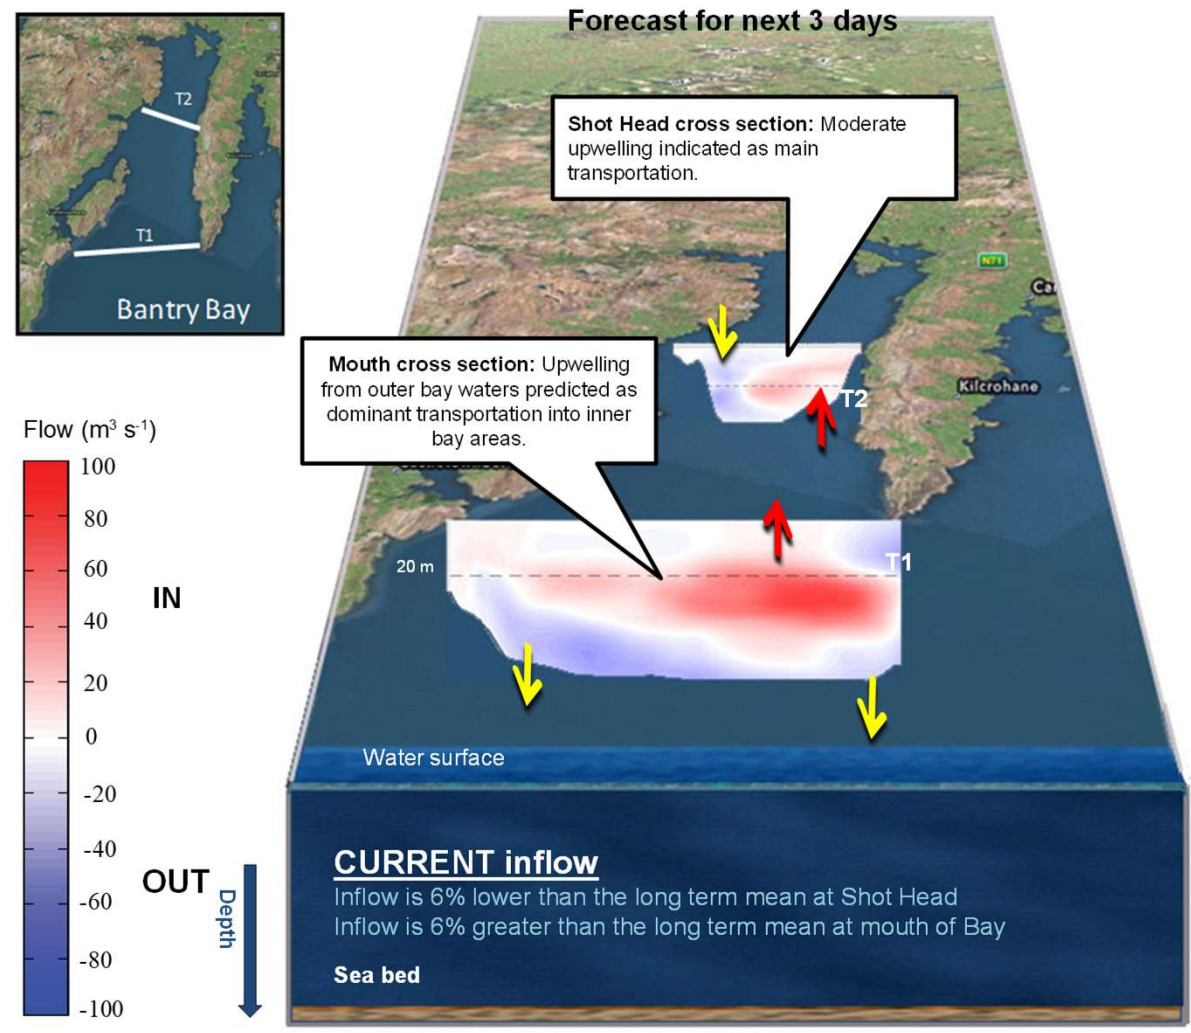 Forecast for next 3 days
T2
T1
Bantry Bay
Shot Head cross section: Moderate
upwelling indicated as main
transportation.
N71
Kilcrohane
Mouth cross section: Upwelling
from outer bay waters predicted as
dominant transportation into inner
bay areas.
T2
T1
20 m
Flow (m³ s⁻¹)
100
80
60
40
20
0
-20
-40
-60
-80
-100
IN
OUT
Depth
Water surface
CURRENT inflow
Inflow is 6% lower than the long term mean at Shot Head
Inflow is 6% greater than the long term mean at mouth of Bay
Sea bed